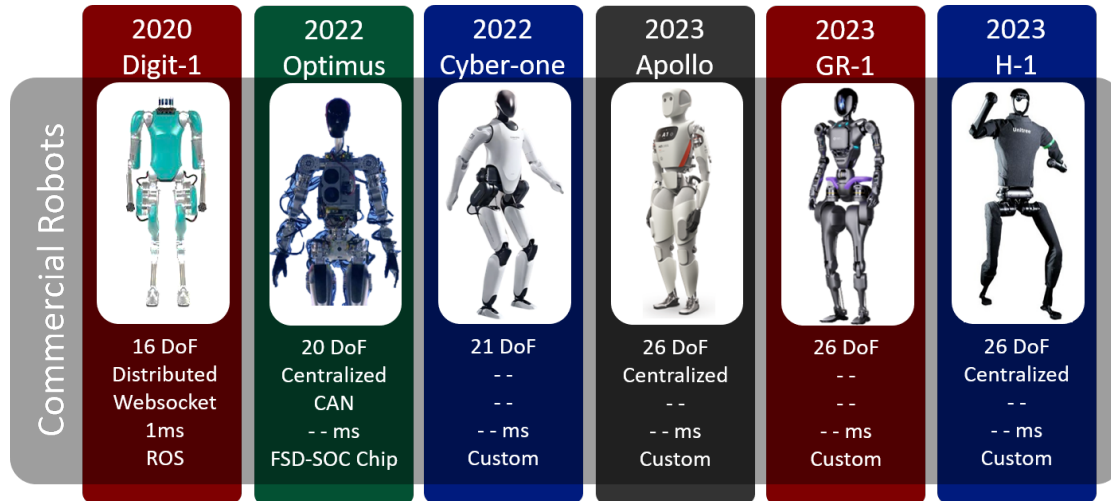 2020
Digit-1
2022
Optimus
2022
Cyber-one
2023
Apollo
2023
GR-1
2023
H-1
Commercial Robots
Unitree
16 DoF
Distributed
Websocket
1ms
ROS
20 DoF
Centralized
CAN
- - ms
FSD-SOC Chip
21 DoF
- -
- -
- - ms
Custom
26 DoF
Centralized
- -
- - ms
Custom
26 DoF
- -
- -
- - ms
Custom
26 DoF
Centralized
- -
- - ms
Custom